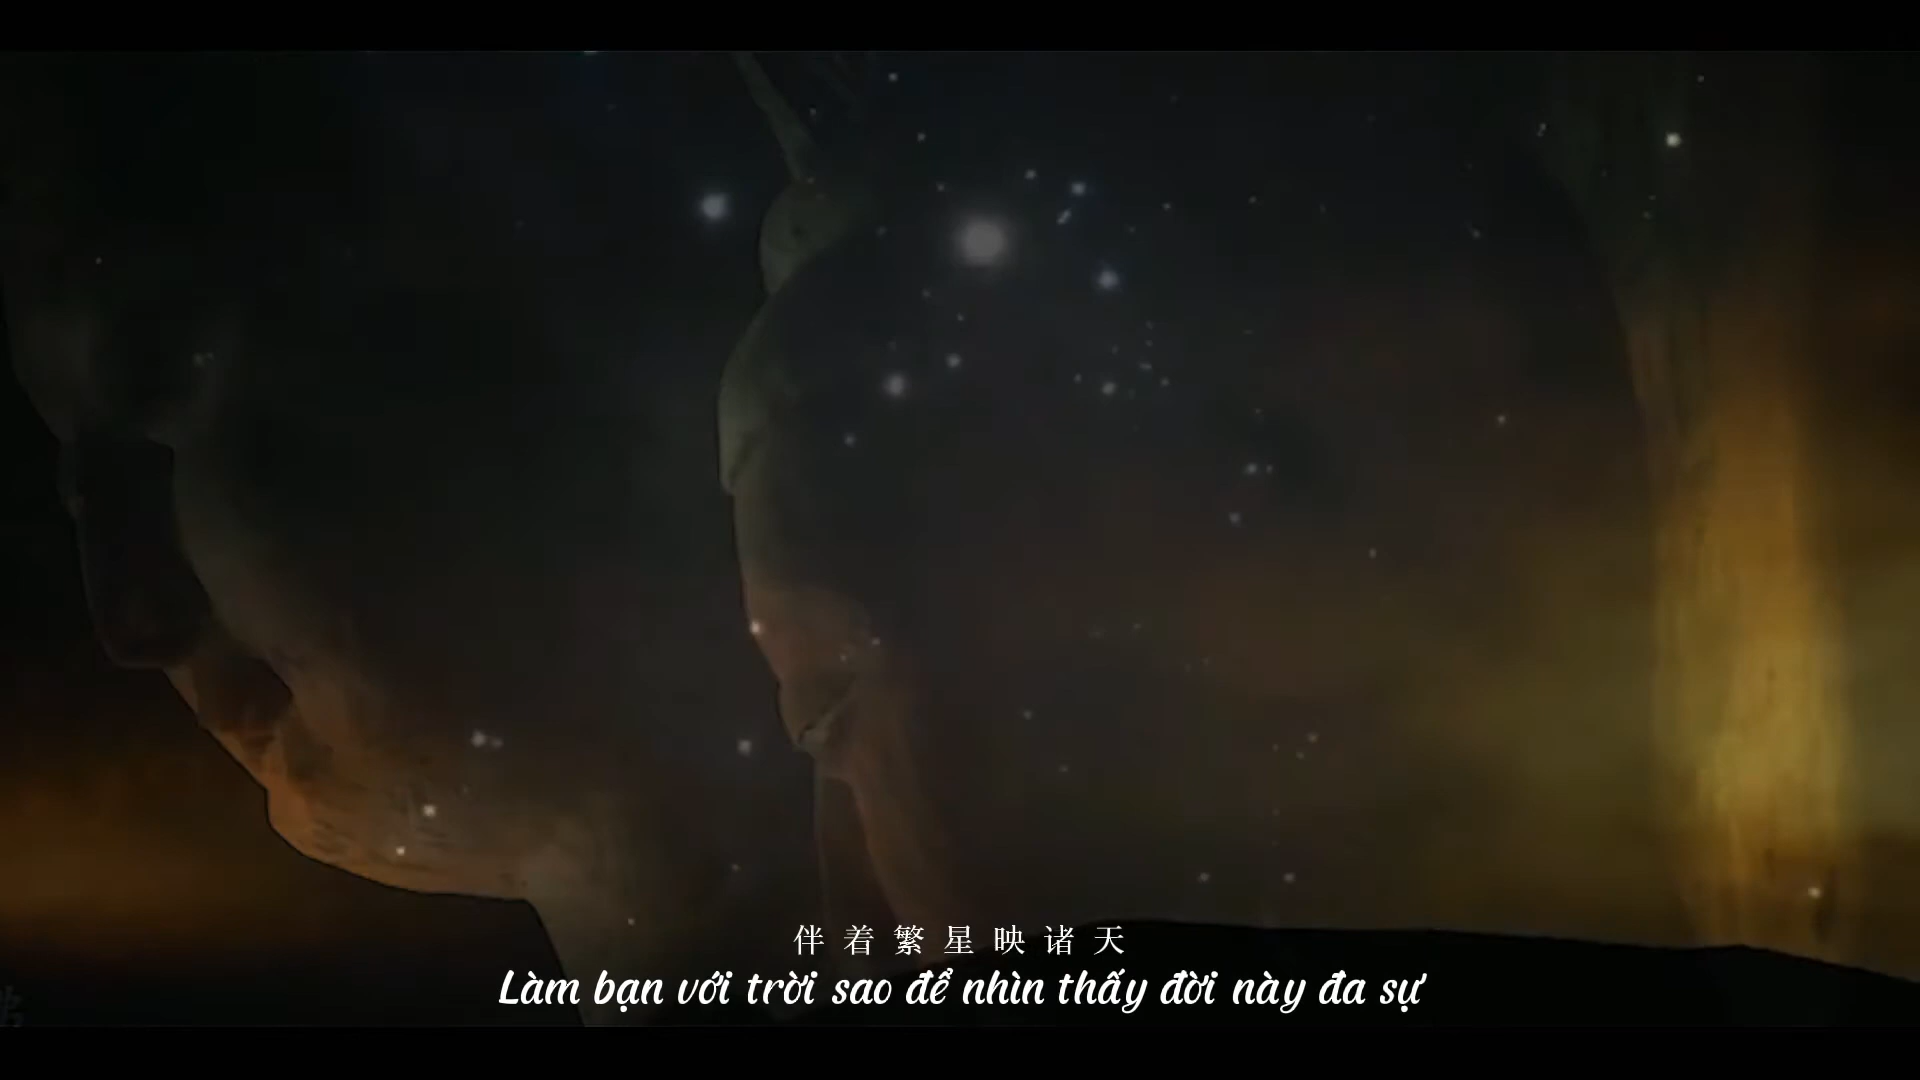 伴着繁星映诸天
Làm bạn với trời sao để nhìn thấy đời này đa sự